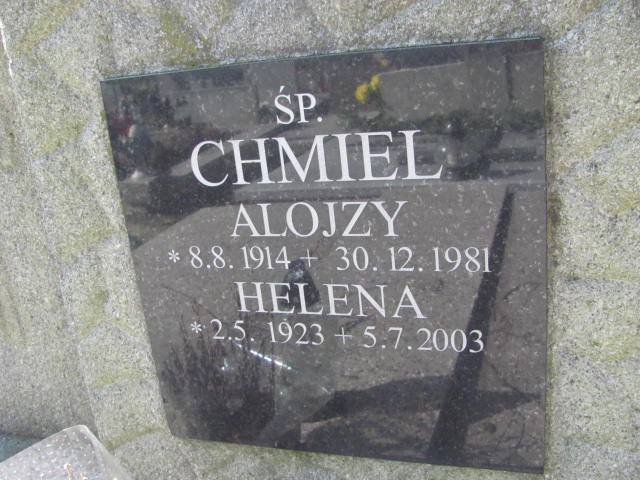 ŚP.
CHMIEL
ALOJZY
* 8.8.1914 + 30.12.1981
HELENA
* 2.5.1923 + 5.7.2003